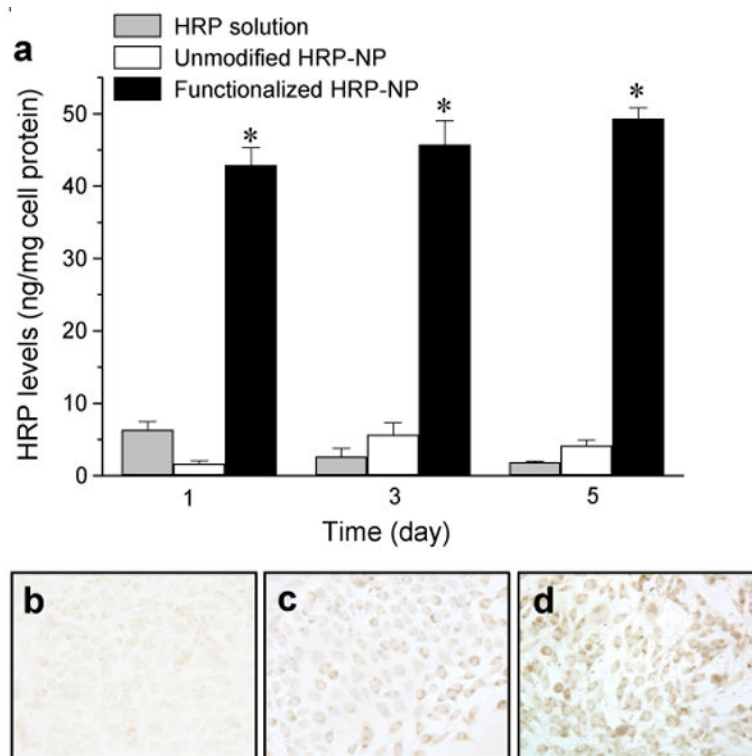 HRP solution
Unmodified HRP-NP
Functionalized HRP-NP
a
HRP levels (ng/mg cell protein)
50
40
30
20
10
0
* * *
1 3 5
Time (day)
b c d